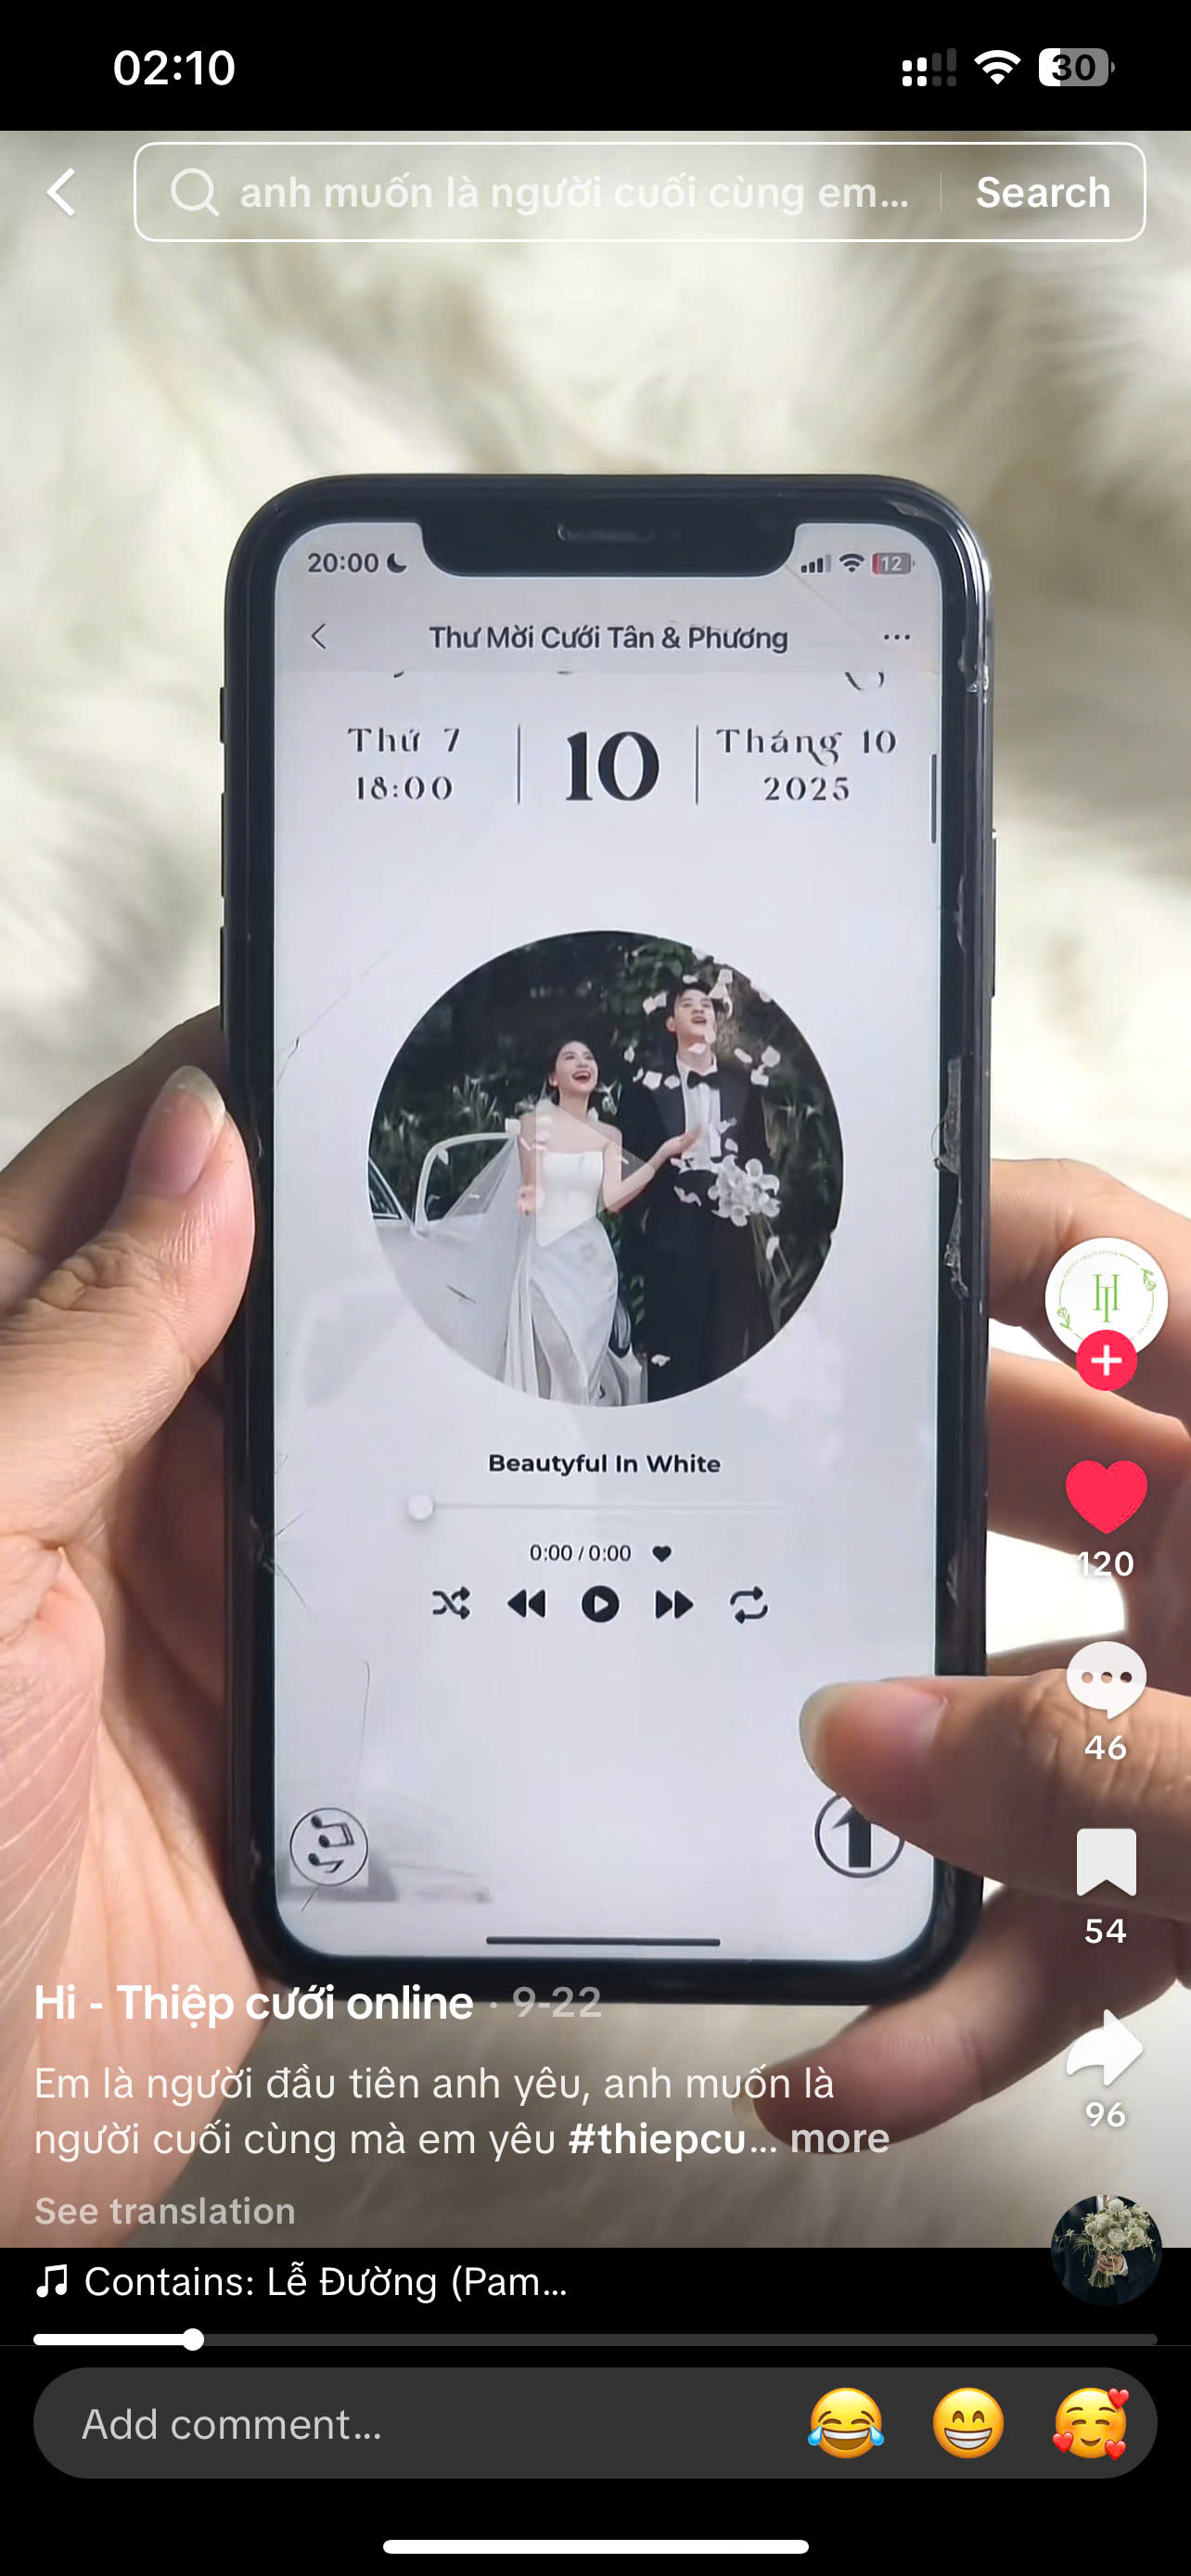 02:10
30
anh muốn là người cuối cùng em...
Search
20:00
12
Thư Mời Cưới Tân & Phương
Thứ 7
18:00
10
Tháng 10
2025
Beautyful In White
0:00 / 0:00
HI
120
46
54
96
Hi - Thiệp cưới online · 9-22
Em là người đầu tiên anh yêu, anh muốn là
người cuối cùng mà em yêu #thiepcu... more
See translation
Contains: Lễ Đường (Pam...
Add comment...